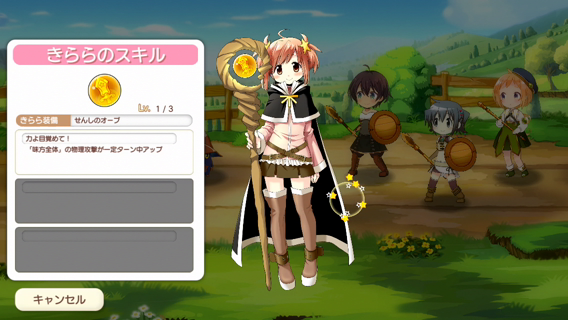 きららのスキル
Lv. 1 / 3
きらら装備 せんしのオーブ
力よ目覚めて！
「味方全体」の物理攻撃が一定ターン中アップ
キャンセル